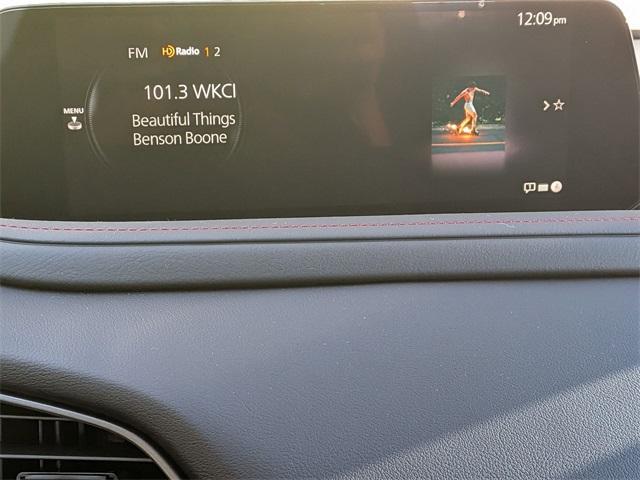 12:09pm
FM HD Radio 1 2
101.3 WKCI
MENU
Beautiful Things
Benson Boone